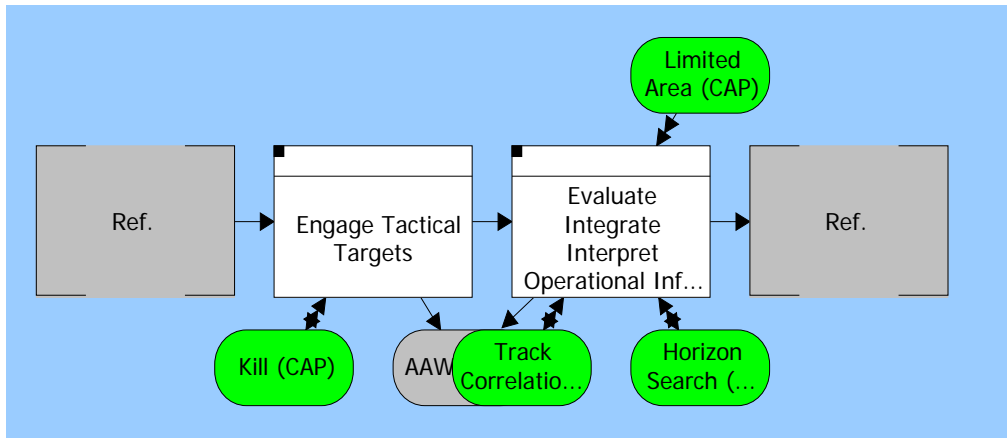 Limited
Area (CAP)
Ref.
Engage Tactical
Targets
Evaluate
Integrate
Interpret
Operational Inf...
Ref.
Kill (CAP)
AAW
Track
Correlatio...
Horizon
Search (...